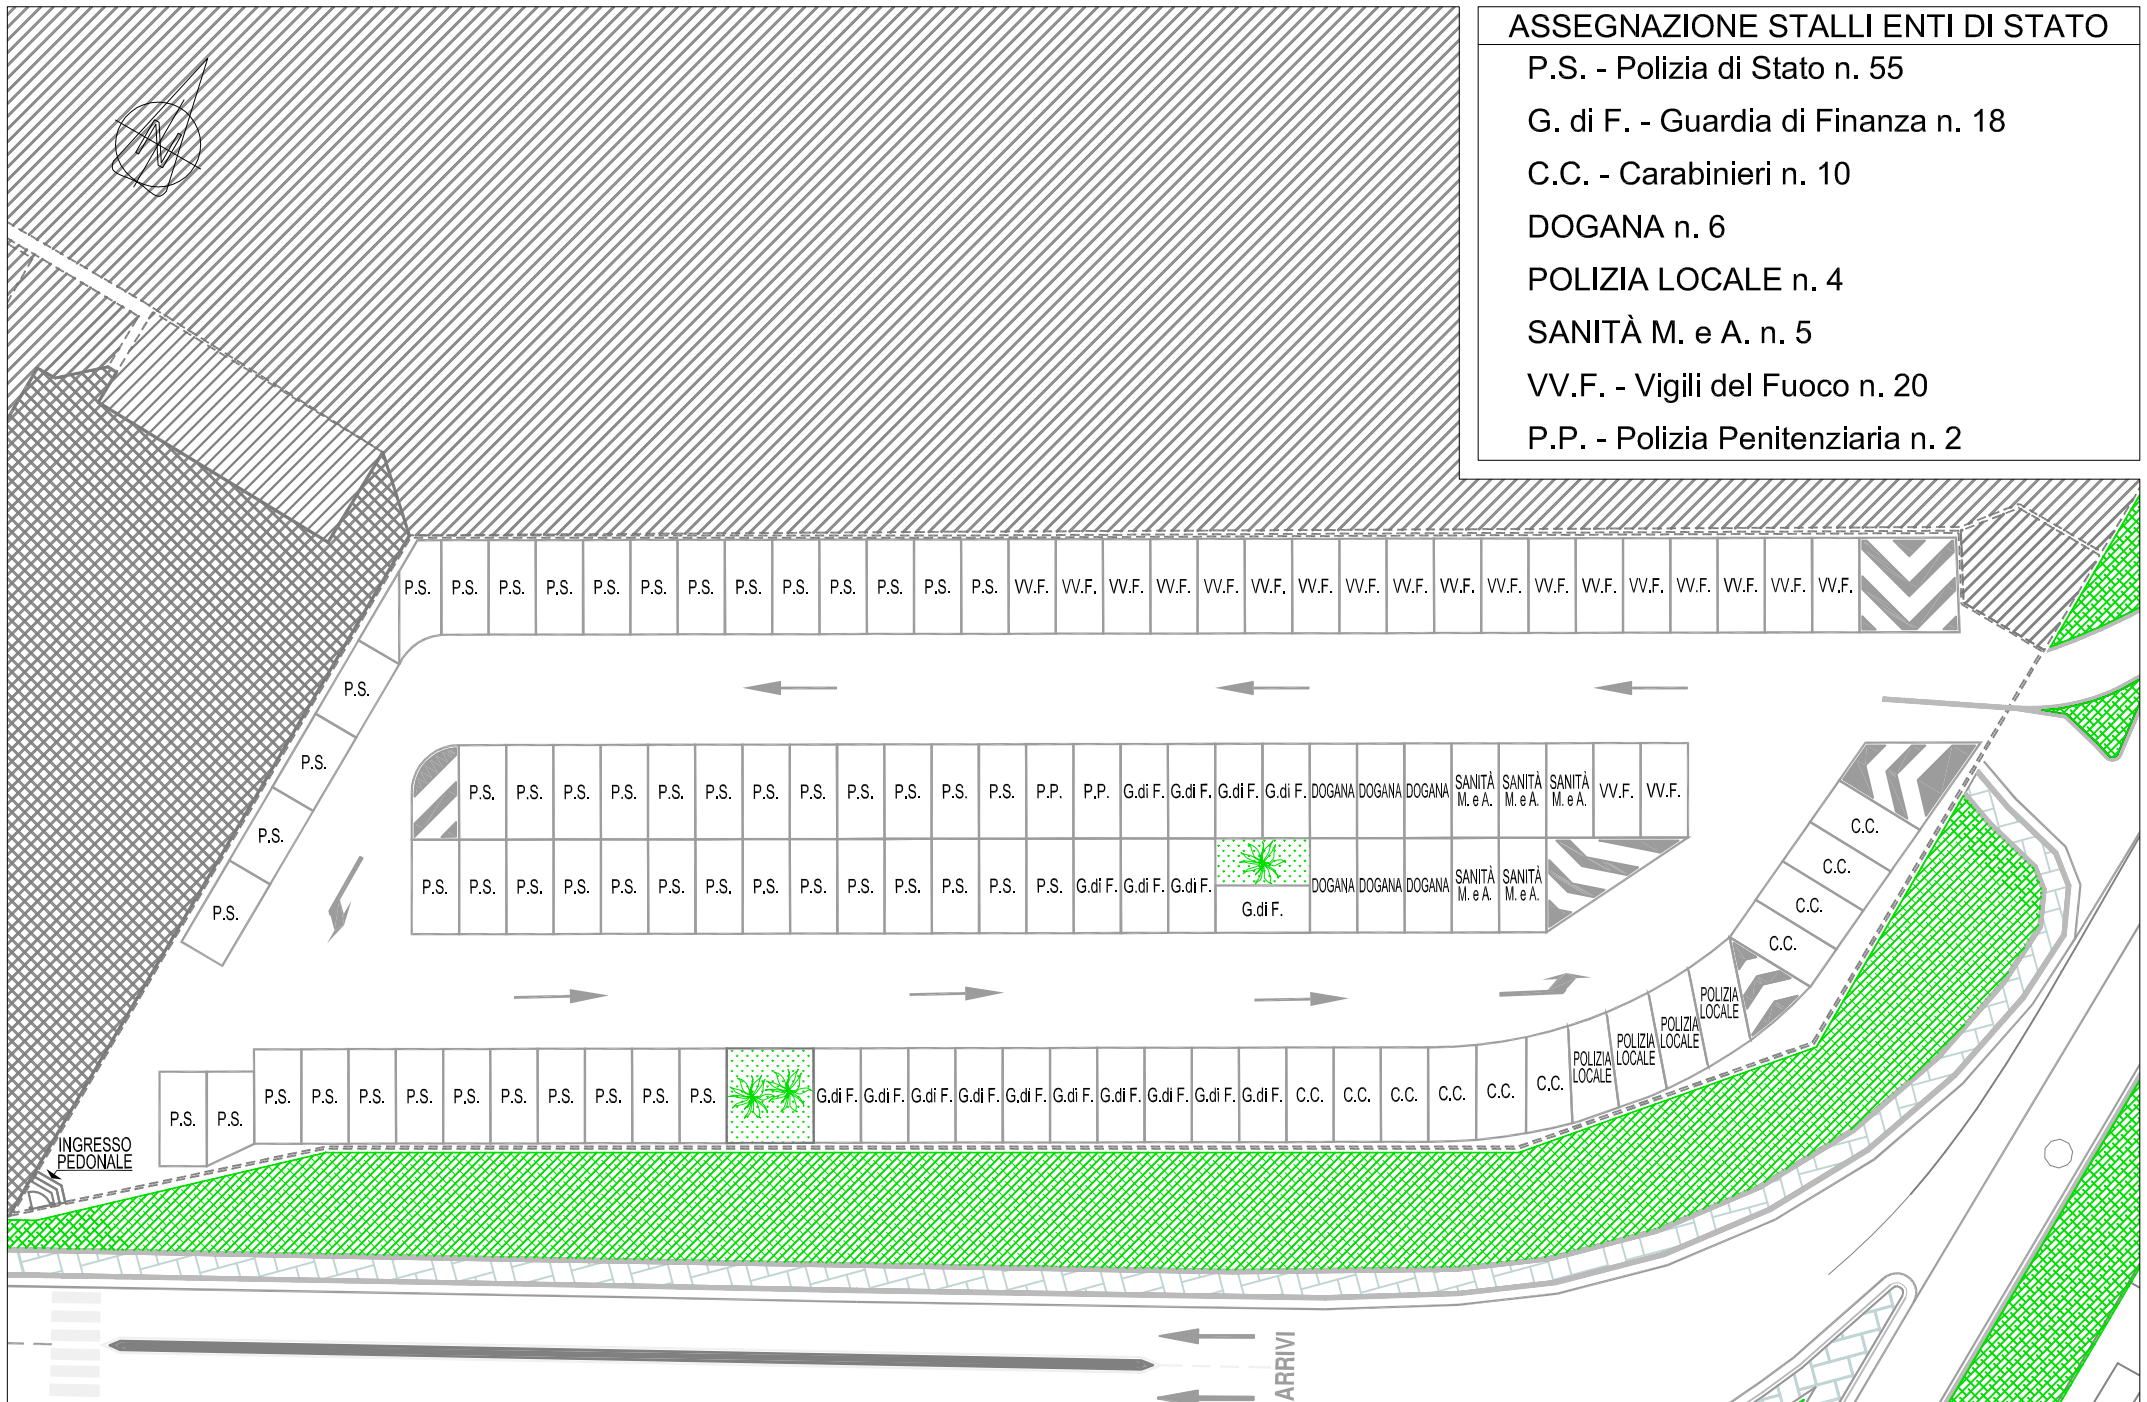 ASSEGNAZIONE STALLI ENTI DI STATO
P.S. - Polizia di Stato n. 55
G. di F. - Guardia di Finanza n. 18
C.C. - Carabinieri n. 10
DOGANA n. 6
POLIZIA LOCALE n. 4
SANITÀ M. e A. n. 5
VV.F. - Vigili del Fuoco n. 20
P.P. - Polizia Penitenziaria n. 2
N
P.S. P.S. P.S. P.S. P.S. P.S. P.S. P.S. P.S. P.S. P.S. P.S. P.S. VV.F. VV.F. VV.F. VV.F. VV.F. VV.F. VV.F. VV.F. VV.F. VV.F. VV.F. VV.F. VV.F. VV.F. VV.F. VV.F. VV.F. VV.F.
P.S.
P.S.
P.S.
P.S.
P.S. P.S. P.S. P.S. P.S. P.S. P.S. P.S. P.S. P.S. P.S. P.S. P.P. P.P. G.di F. G.di F. G.di F. G.di F. DOGANA DOGANA DOGANA
SANITÀ
M. e A.
SANITÀ
M. e A.
SANITÀ
M. e A.
VV.F. VV.F.
P.S. P.S. P.S. P.S. P.S. P.S. P.S. P.S. P.S. P.S. P.S. P.S. P.S. P.S. G.di F. G.di F. G.di F.
G.di F.
DOGANA DOGANA DOGANA
SANITÀ
M. e A.
SANITÀ
M. e A.
C.C.
C.C.
C.C.
C.C.
P.S. P.S. P.S. P.S. P.S. P.S. P.S. P.S. P.S. P.S. P.S. P.S. G.di F. G.di F. G.di F. G.di F. G.di F. G.di F. G.di F. G.di F. G.di F. G.di F. C.C. C.C. C.C. C.C. C.C. C.C.
POLIZIA
LOCALE
POLIZIA
LOCALE
POLIZIA
LOCALE
POLIZIA
LOCALE
INGRESSO
PEDONALE
ARRIVI